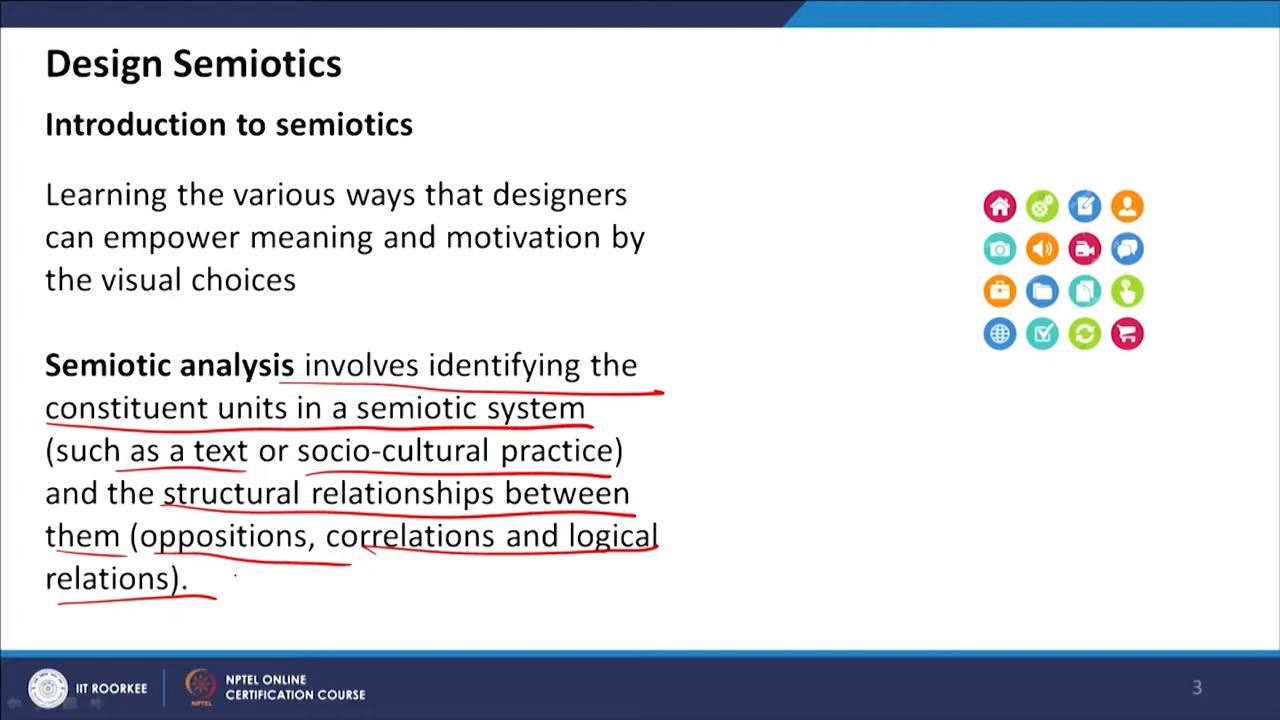 Design Semiotics
Introduction to semiotics
Learning the various ways that designers
can empower meaning and motivation by
the visual choices
Semiotic analysis involves identifying the
constituent units in a semiotic system
(such as a text or socio-cultural practice)
and the structural relationships between
them (oppositions, correlations and logical
relations).
IIT ROORKEE
NPTEL
NPTEL ONLINE
CERTIFICATION COURSE
3